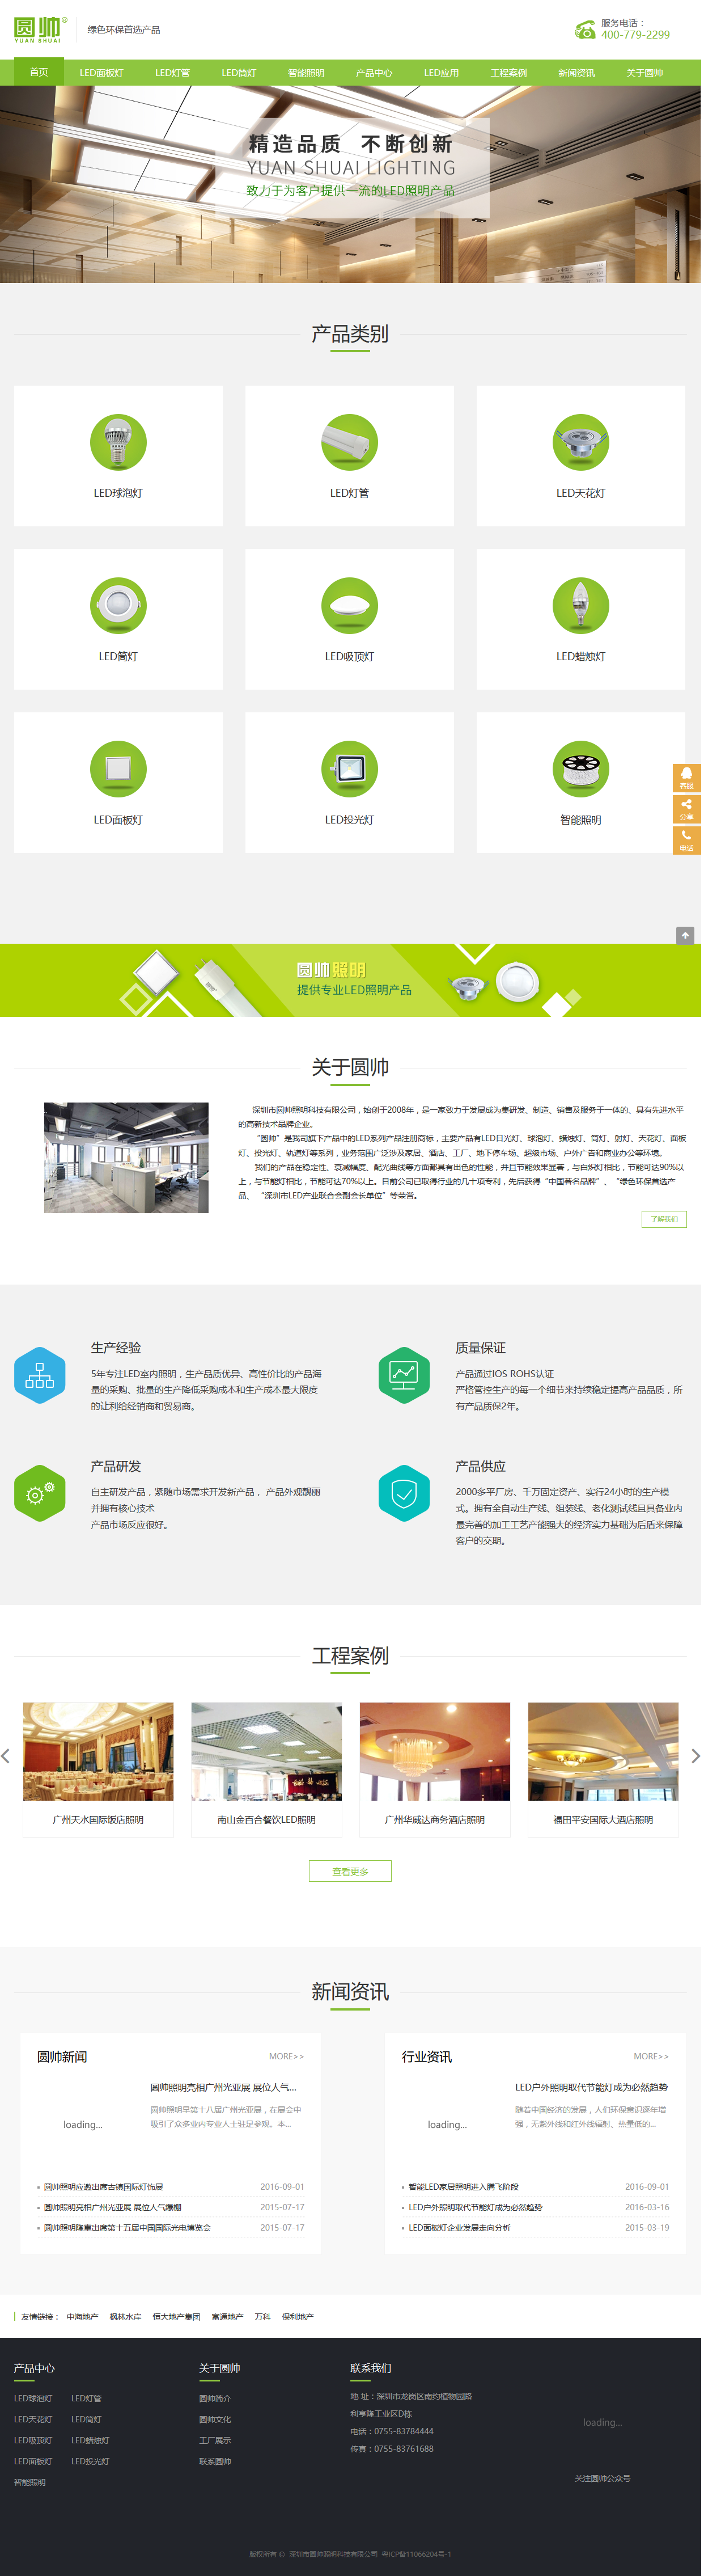 圆帅®
YUAN SHUAI
绿色环保首选产品
服务电话：
400-779-2299
首页 LED面板灯 LED灯管 LED筒灯 智能照明 产品中心 LED应用 工程案例 新闻资讯 关于圆帅
精造品质 不断创新
YUAN SHUAI LIGHTING
致力于为客户提供一流的LED照明产品
产品类别
LED球泡灯 LED灯管 LED天花灯
LED筒灯 LED吸顶灯 LED蜡烛灯
LED面板灯 LED投光灯 智能照明
客服
分享
电话
圆帅照明
提供专业LED照明产品
关于圆帅
深圳市圆帅照明科技有限公司，始创于2008年，是一家致力于发展成为集研发、制造、销售及服务于一体的、具有先进水平
的高新技术品牌企业。
“圆帅”是我司旗下产品中的LED系列产品注册商标，主要产品有LED日光灯、球泡灯、蜡烛灯、筒灯、射灯、天花灯、面板
灯、投光灯、轨道灯等系列，业务范围广泛涉及家居、酒店、工厂、地下停车场、超级市场、户外广告和商业办公等环境。
我们的产品在稳定性、衰减幅度、配光曲线等方面都具有出色的性能，并且节能效果显著，与白炽灯相比，节能可达90%以
上，与节能灯相比，节能可达70%以上。目前公司已取得行业的几十项专利，先后获得“中国著名品牌”、“绿色环保首选产
品、“深圳市LED产业联合会副会长单位”等荣誉。
了解我们
生产经验
5年专注LED室内照明，生产品质优异、高性价比的产品海
量的采购、批量的生产降低采购成本和生产成本最大限度
的让利给经销商和贸易商。
质量保证
产品通过IOS ROHS认证
严格管控生产的每一个细节来持续稳定提高产品品质，所
有产品质保2年。
产品研发
自主研发产品，紧随市场需求开发新产品， 产品外观靓丽
并拥有核心技术
产品市场反应很好。
产品供应
2000多平厂房、千万固定资产、实行24小时的生产模
式。拥有全自动生产线、组装线、老化测试线且具备业内
最完善的加工工艺产能强大的经济实力基础为后盾来保障
客户的交期。
工程案例
广州天水国际饭店照明 南山金百合餐饮LED照明 广州华威达商务酒店照明 福田平安国际大酒店照明
查看更多
新闻资讯
圆帅新闻 MORE>>
loading...
圆帅照明亮相广州光亚展 展位人气...
圆帅照明早第十八届广州光亚展，在展会中
吸引了众多业内专业人士驻足参观。本...
圆帅照明应邀出席古镇国际灯饰展 2016-09-01
圆帅照明亮相广州光亚展 展位人气爆棚 2015-07-17
圆帅照明隆重出席第十五届中国国际光电博览会 2015-07-17
行业资讯 MORE>>
loading...
LED户外照明取代节能灯成为必然趋势
随着中国经济的发展，人们环保意识逐年增
强，无紫外线和红外线辐射、热量低的...
智能LED家居照明进入腾飞阶段 2016-09-01
LED户外照明取代节能灯成为必然趋势 2016-03-16
LED面板灯企业发展走向分析 2015-03-19
友情链接： 中海地产 枫林水岸 恒大地产集团 富通地产 万科 保利地产
产品中心
LED球泡灯 LED灯管
LED天花灯 LED筒灯
LED吸顶灯 LED蜡烛灯
LED面板灯 LED投光灯
智能照明
关于圆帅
圆帅简介
圆帅文化
工厂展示
联系圆帅
联系我们
地 址：深圳市龙岗区南约植物园路
利亨隆工业区D栋
电话：0755-83784444
传真：0755-83761688
loading...
关注圆帅公众号
版权所有 © 深圳市圆帅照明科技有限公司 粤ICP备11066204号-1